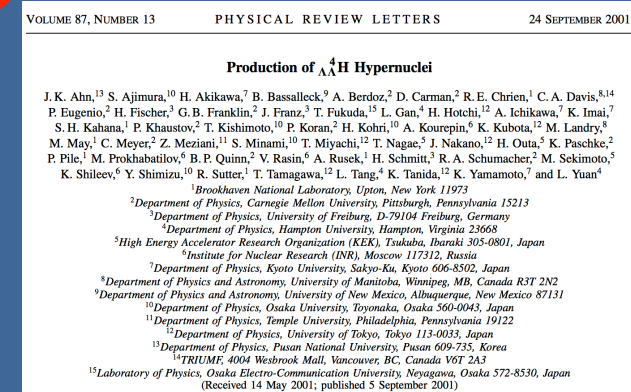 VOLUME 87, NUMBER 13 PHYSICAL REVIEW LETTERS 24 SEPTEMBER 2001
Production of �ΛΛ⁴H Hypernuclei
J. K. Ahn,¹³ S. Ajimura,¹⁰ H. Akikawa,⁷ B. Bassalleck,⁹ A. Berdoz,² D. Carman,² R. E. Chrien,¹ C. A. Davis,⁸,¹⁴
P. Eugenio,² H. Fischer,³ G. B. Franklin,² J. Franz,³ T. Fukuda,¹⁵ L. Gan,⁴ H. Hotchi,¹² A. Ichikawa,⁷ K. Imai,⁷
S. H. Kahana,¹ P. Khaustov,² T. Kishimoto,¹⁰ P. Koran,² H. Kohri,¹⁰ A. Kourepin,⁶ K. Kubota,¹² M. Landry,⁸
M. May,¹ C. Meyer,² Z. Meziani,¹¹ S. Minami,¹⁰ T. Miyachi,¹² T. Nagae,⁵ J. Nakano,¹² H. Outa,⁵ K. Paschke,²
P. Pile,¹ M. Prokhabatilov,⁶ B. P. Quinn,² V. Rasin,⁶ A. Rusek,¹ H. Schmitt,³ R. A. Schumacher,² M. Sekimoto,⁵
K. Shileev,⁶ Y. Shimizu,¹⁰ R. Sutter,¹ T. Tamagawa,¹² L. Tang,⁴ K. Tanida,¹² K. Yamamoto,⁷ and L. Yuan⁴
¹Brookhaven National Laboratory, Upton, New York 11973
²Department of Physics, Carnegie Mellon University, Pittsburgh, Pennsylvania 15213
³Department of Physics, University of Freiburg, D-79104 Freiburg, Germany
⁴Department of Physics, Hampton University, Hampton, Virginia 23668
⁵High Energy Accelerator Research Organization (KEK), Tsukuba, Ibaraki 305-0801, Japan
⁶Institute for Nuclear Research (INR), Moscow 117312, Russia
⁷Department of Physics, Kyoto University, Sakyo-Ku, Kyoto 606-8502, Japan
⁸Department of Physics and Astronomy, University of Manitoba, Winnipeg, MB, Canada R3T 2N2
⁹Department of Physics and Astronomy, University of New Mexico, Albuquerque, New Mexico 87131
¹⁰Department of Physics, Osaka University, Toyonaka, Osaka 560-0043, Japan
¹¹Department of Physics, Temple University, Philadelphia, Pennsylvania 19122
¹²Department of Physics, University of Tokyo, Tokyo 113-0033, Japan
¹³Department of Physics, Pusan National University, Pusan 609-735, Korea
¹⁴TRIUMF, 4004 Wesbrook Mall, Vancouver, BC, Canada V6T 2A3
¹⁵Laboratory of Physics, Osaka Electro-Communication University, Neyagawa, Osaka 572-8530, Japan
(Received 14 May 2001; published 5 September 2001)